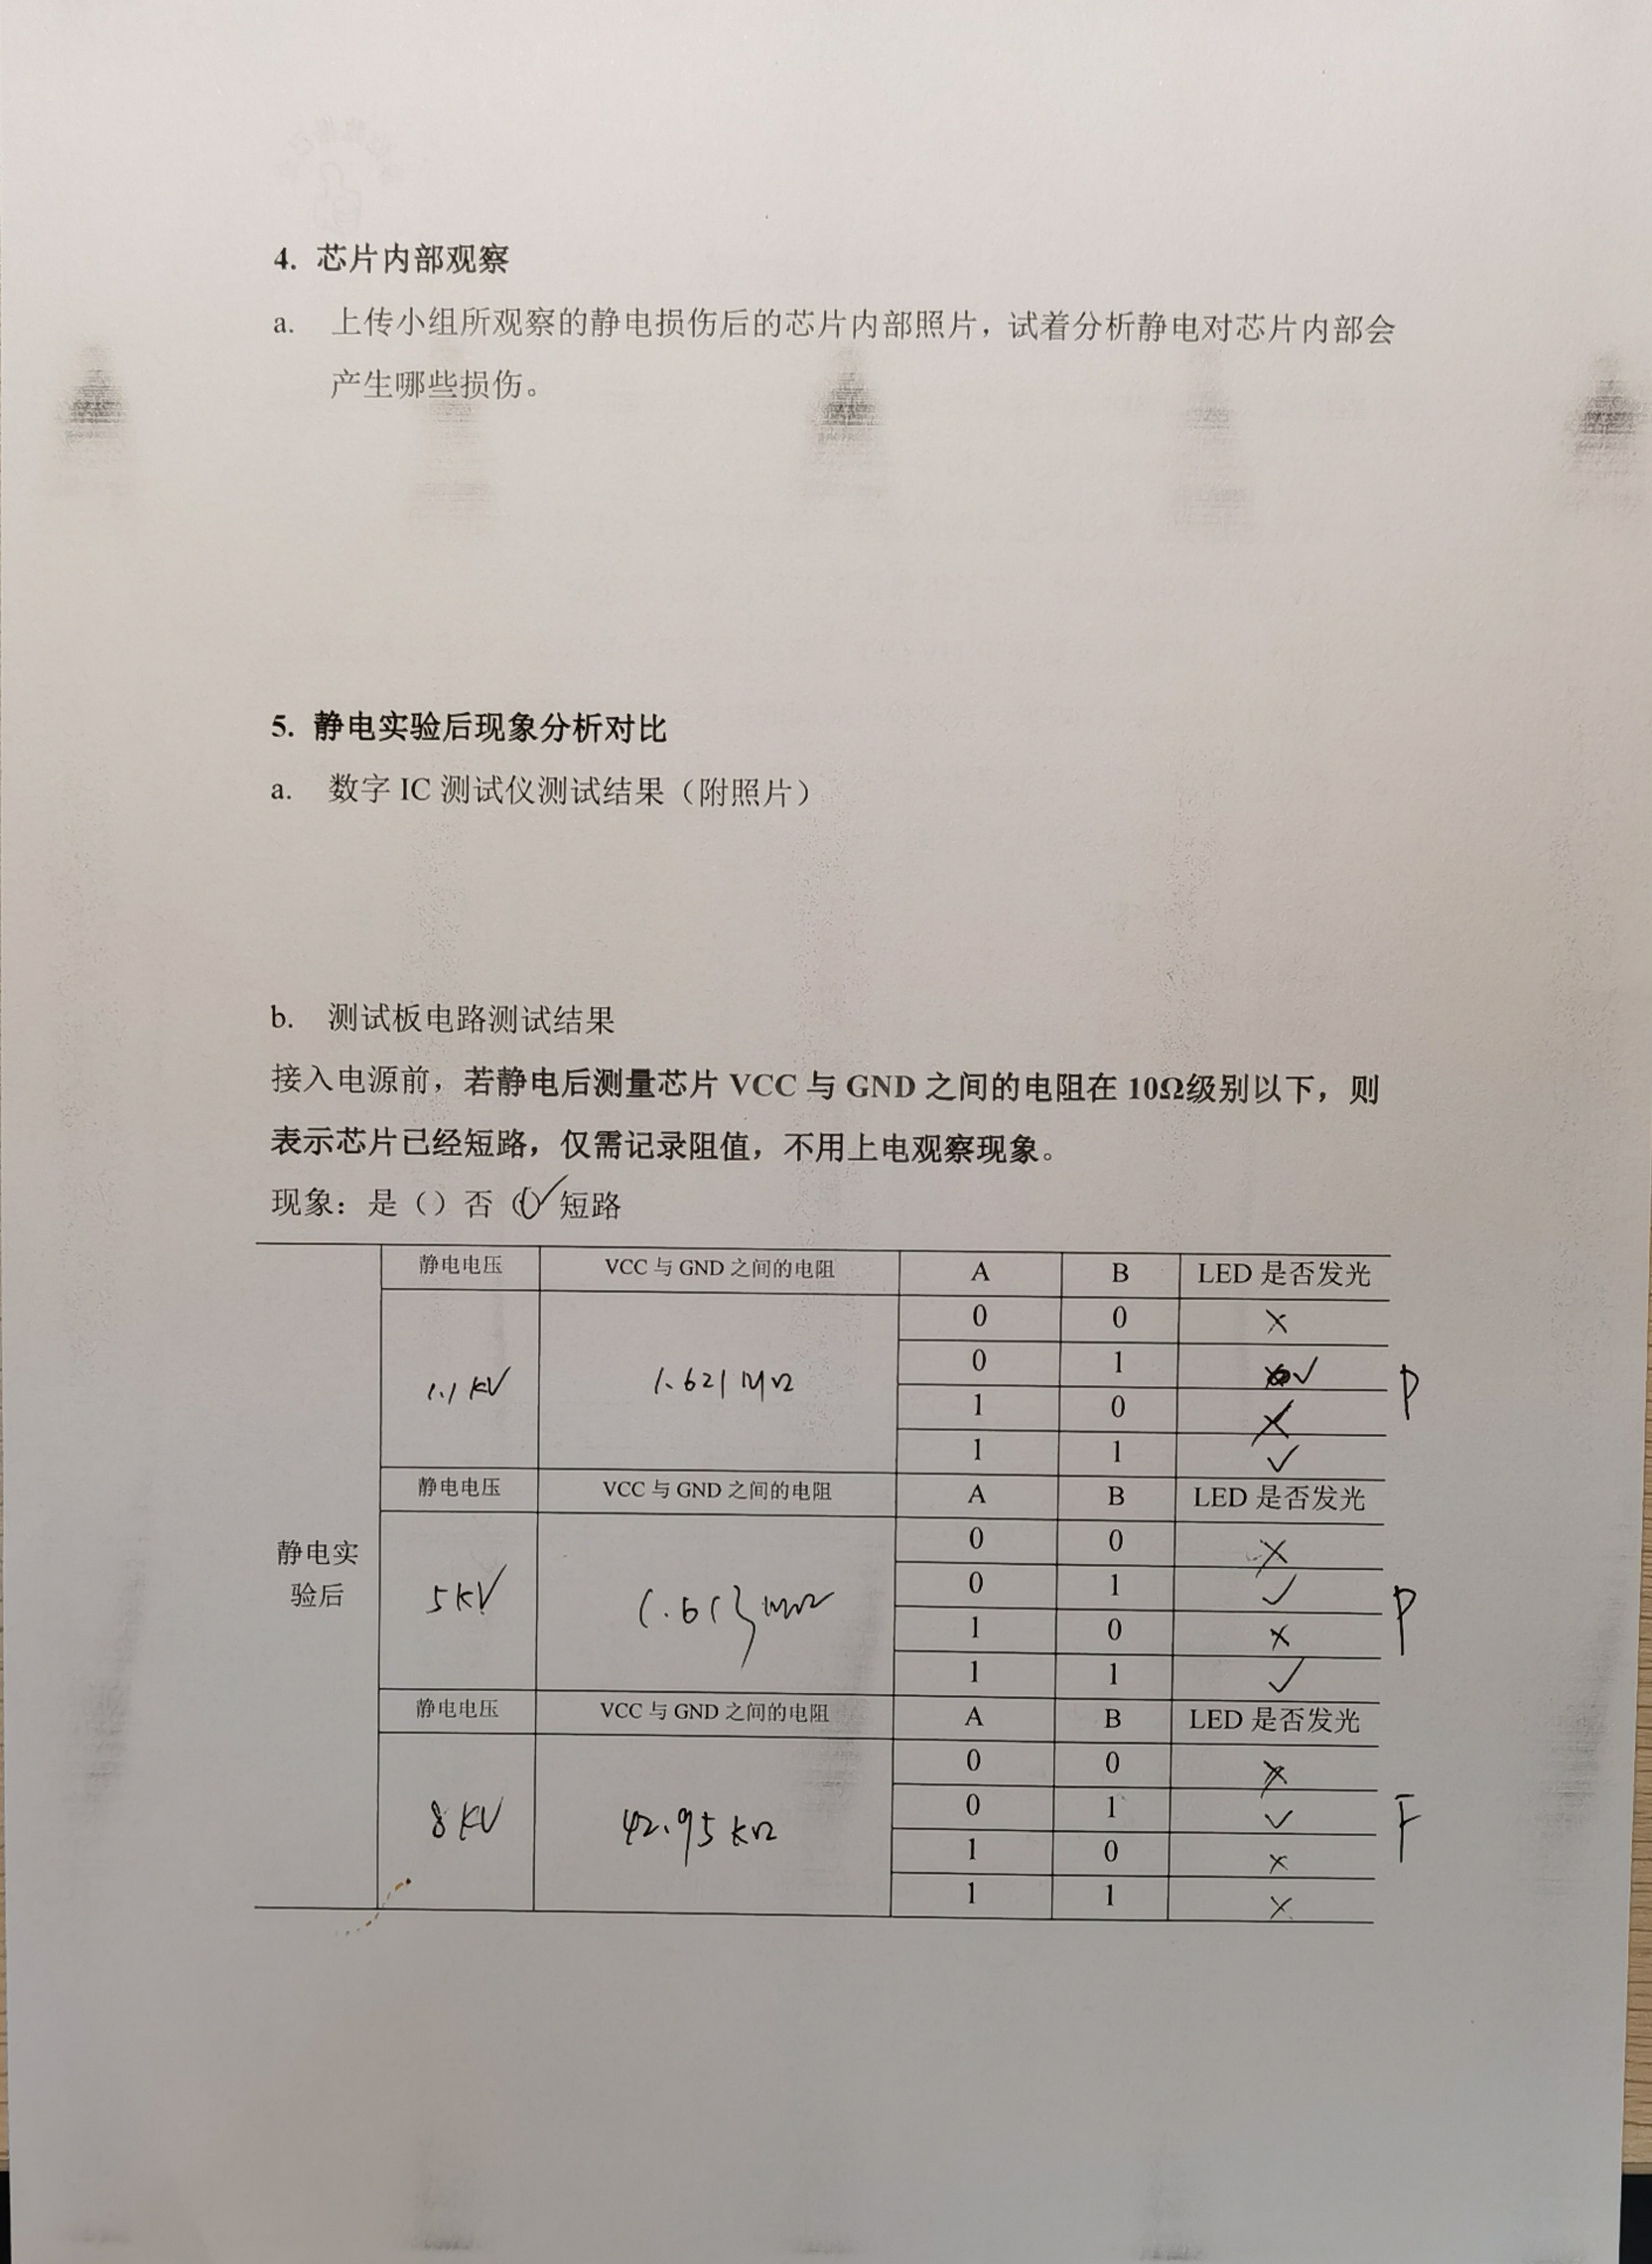 4. 芯片内部观察
a. 上传小组所观察的静电损伤后的芯片内部照片，试着分析静电对芯片内部会
产生哪些损伤。
5. 静电实验后现象分析对比
a. 数字 IC 测试仪测试结果（附照片）
b. 测试板电路测试结果
接入电源前，若静电后测量芯片 VCC 与 GND 之间的电阻在 10Ω级别以下，则
表示芯片已经短路，仅需记录阻值，不用上电观察现象。
现象：是（）否（）✓短路
静电电压 VCC 与 GND 之间的电阻 A B LED 是否发光
0 0 ×
1.1 KV 1.621 MΩ
0 1 ✓
P
1 0 ×
1 1 ✓
静电电压 VCC 与 GND 之间的电阻 A B LED 是否发光
静电实
验后
0 0 ×
5 KV 1.613 MΩ
0 1 ✓
P
1 0 ×
1 1 ✓
静电电压 VCC 与 GND 之间的电阻 A B LED 是否发光
0 0 ×
8 KV 42.95 KΩ
0 1 ✓
F
1 0 ×
1 1 ×